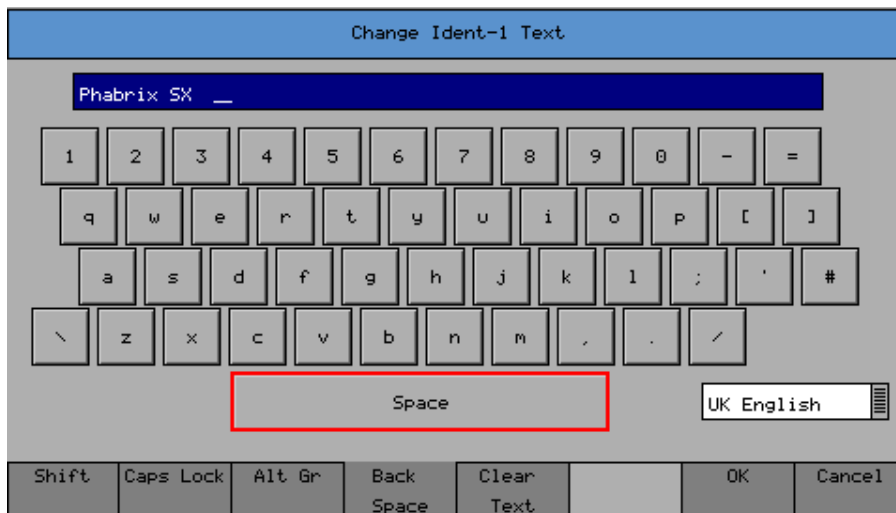 Change Ident-1 Text
Phabrix SX _
1 2 3 4 5 6 7 8 9 0 - =
q w e r t y u i o p [ ]
a s d f g h j k l ; ' #
\ z x c v b n m , . /
Space
UK English
Shift Caps Lock Alt Gr Back Space Clear Text OK Cancel